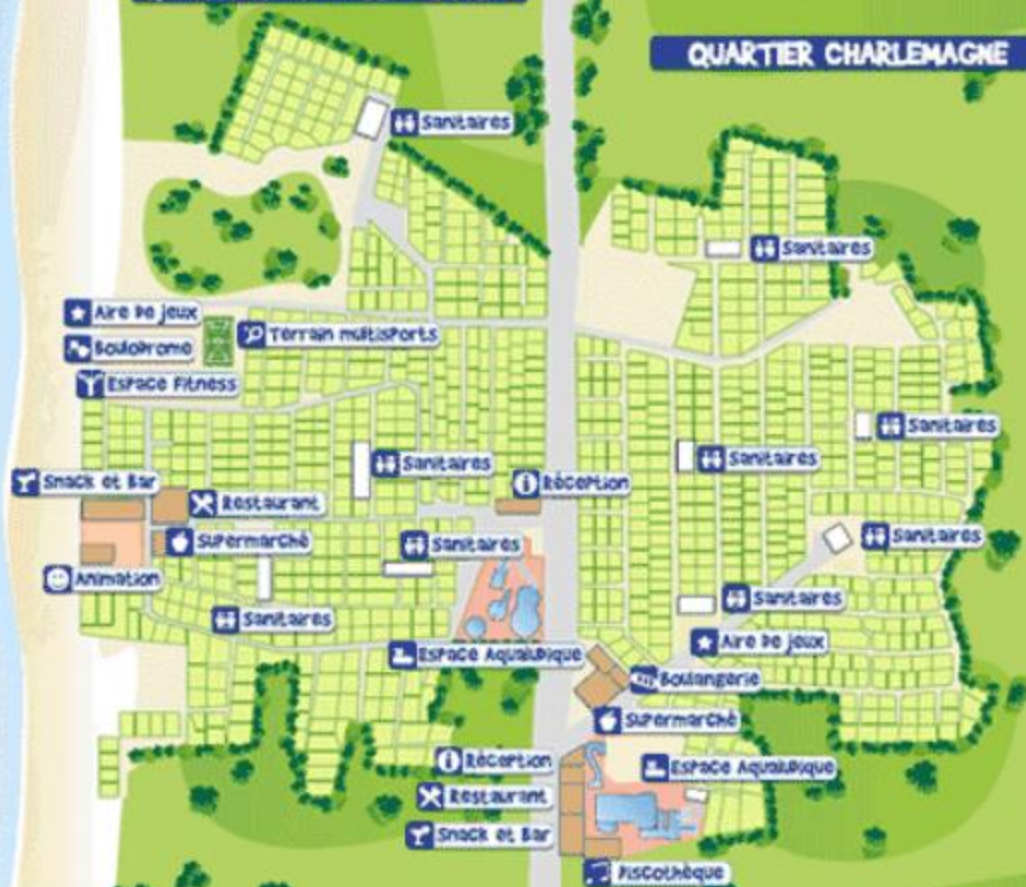 QUARTIER CHARLEMAGNE
Sanitaires
Sanitaires
Aire de jeux
Terrain multisports
Boulodrome
Espace Fitness
Sanitaires
Sanitaires
Sanitaires
Snack et Bar
Réception
Restaurant
Supermarché
Sanitaires
Sanitaires
Animation
Sanitaires
Sanitaires
Aire de jeux
Espace Aqualudique
Boulangerie
Supermarché
Réception
Espace Aqualudique
Restaurant
Snack et Bar
Discothèque